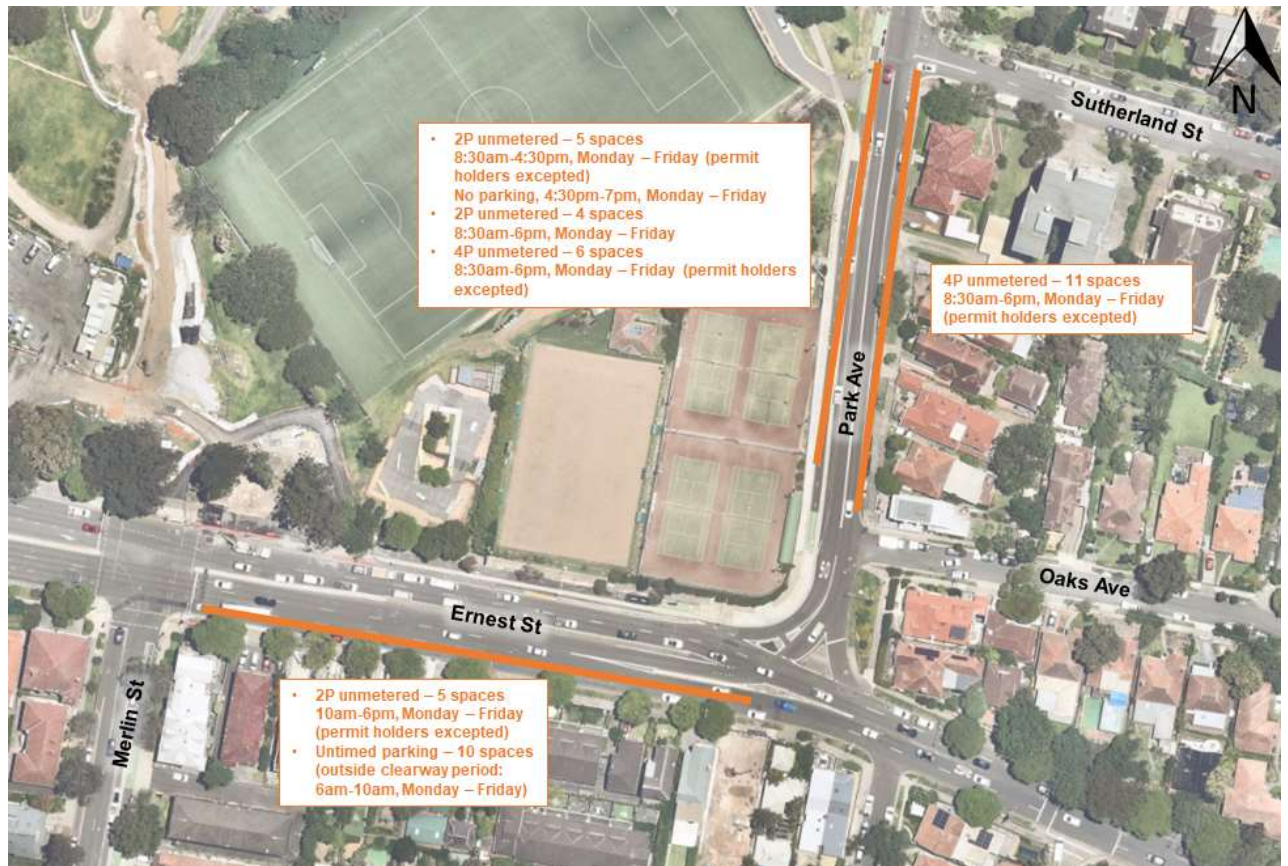 N
Sutherland St
• 2P unmetered – 5 spaces
8:30am-4:30pm, Monday – Friday (permit
holders excepted)
No parking, 4:30pm-7pm, Monday – Friday
• 2P unmetered – 4 spaces
8:30am-6pm, Monday – Friday
• 4P unmetered – 6 spaces
8:30am-6pm, Monday – Friday (permit holders
excepted)
4P unmetered – 11 spaces
8:30am-6pm, Monday – Friday
(permit holders excepted)
Park Ave
Oaks Ave
Ernest St
Merlin St
• 2P unmetered – 5 spaces
10am-6pm, Monday – Friday
(permit holders excepted)
• Untimed parking – 10 spaces
(outside clearway period:
6am-10am, Monday – Friday)